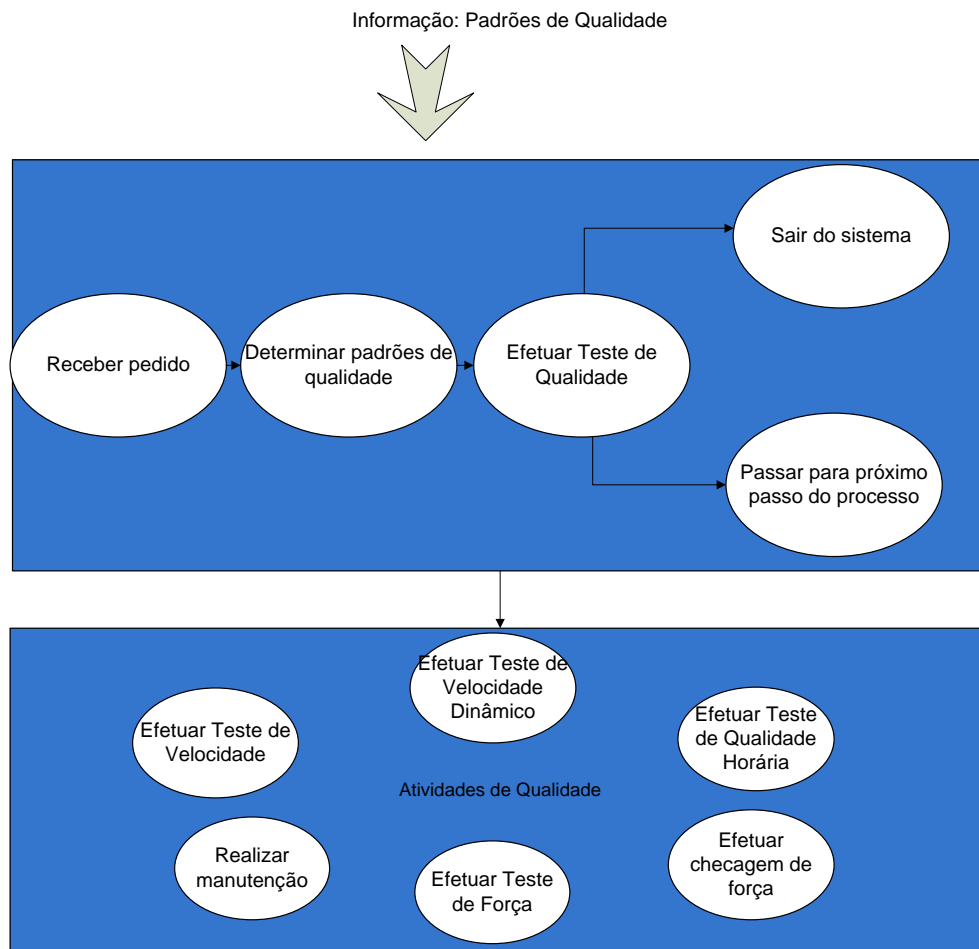 Informação: Padrões de Qualidade
Sair do sistema
Receber pedido
Determinar padrões de
qualidade
Efetuar Teste de
Qualidade
Passar para próximo
passo do processo
Efetuar Teste de
Velocidade
Dinâmico
Efetuar Teste de
Velocidade
Efetuar Teste
de Qualidade
Horária
Atividades de Qualidade
Realizar
manutenção
Efetuar Teste
de Força
Efetuar
checagem de
força